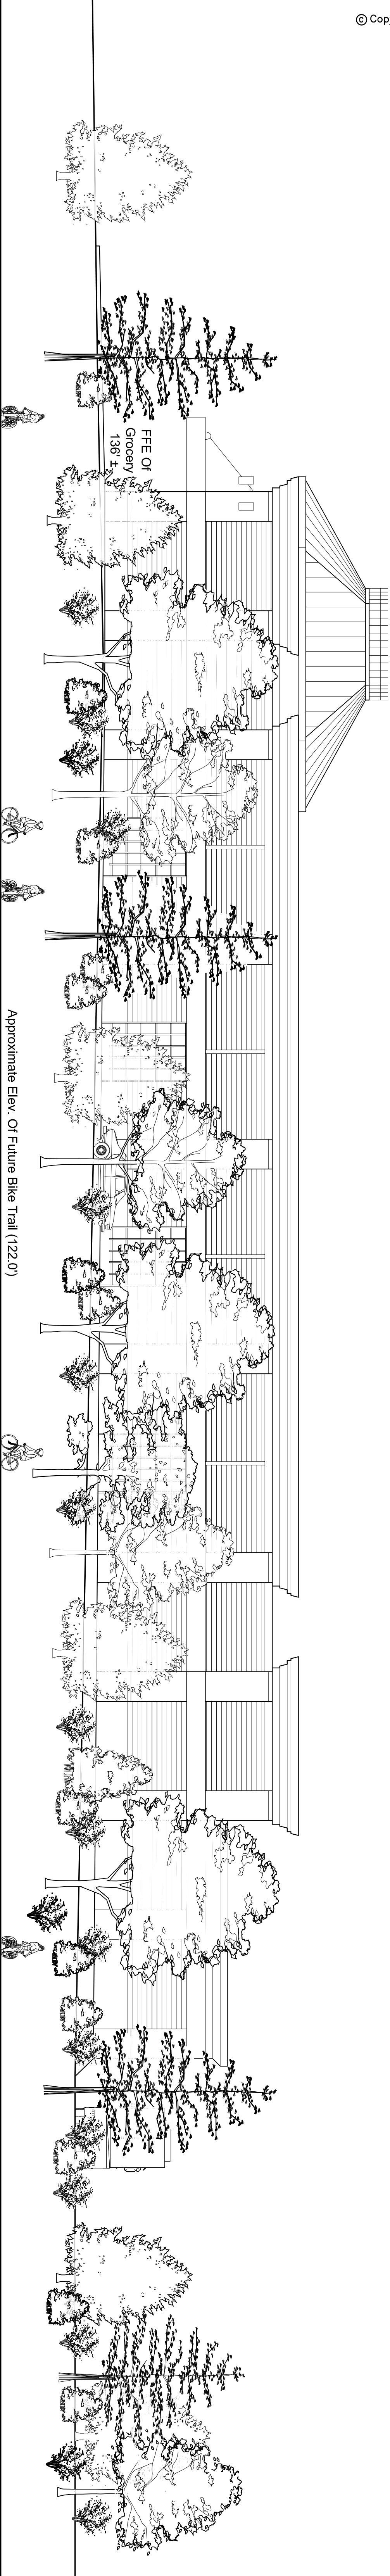 © Cop
FFE Of
Grocery
136' ±
Approximate Elev. Of Future Bike Trail (122.0')